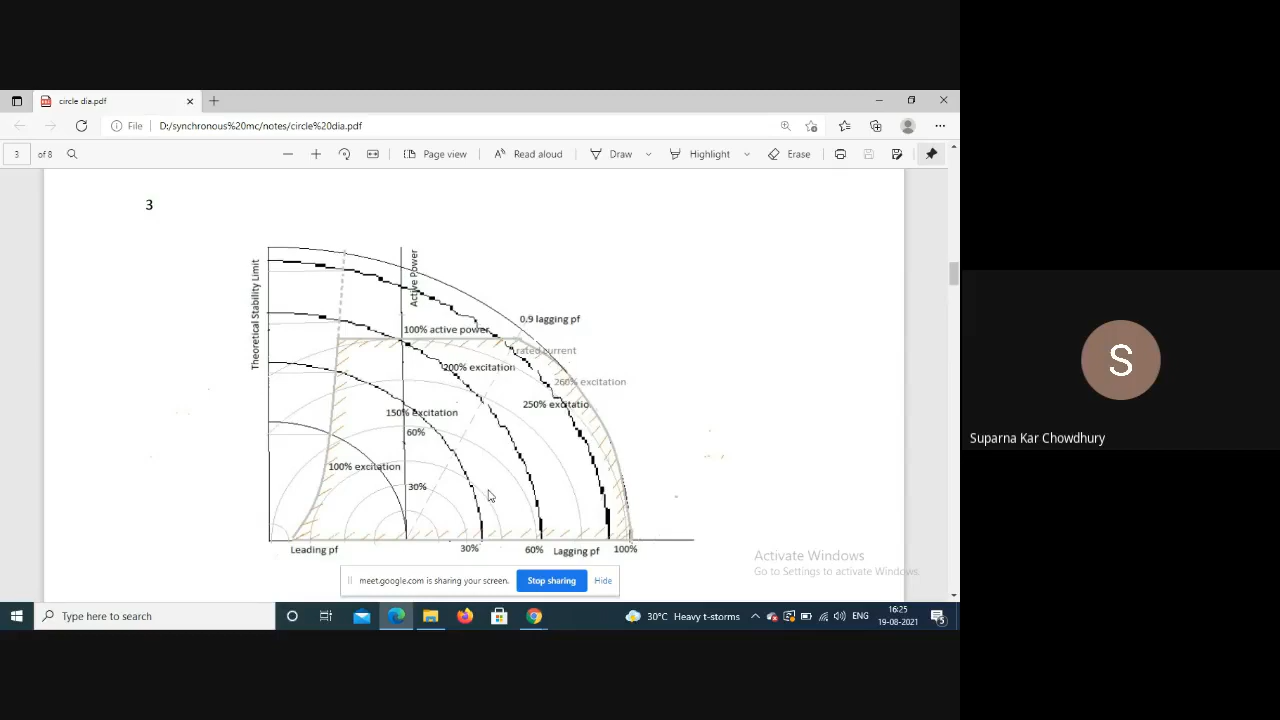 circle dia.pdf
File D:/synchronous%20mc/notes/circle%20dia.pdf
3 of 8 Page view Read aloud Draw Highlight Erase
3
Theoretical Stability Limit
Active Power
0.9 lagging pf
100% active power
rated current
200% excitation
260% excitation
250% excitatio
150% excitation
60%
100% excitation
30%
Leading pf 30% 60% Lagging pf 100%
Activate Windows
Go to Settings to activate Windows.
meet.google.com is sharing your screen. Stop sharing Hide
Type here to search
30°C Heavy t-storms ENG 16:25
19-08-2021
5
S
Suparna Kar Chowdhury